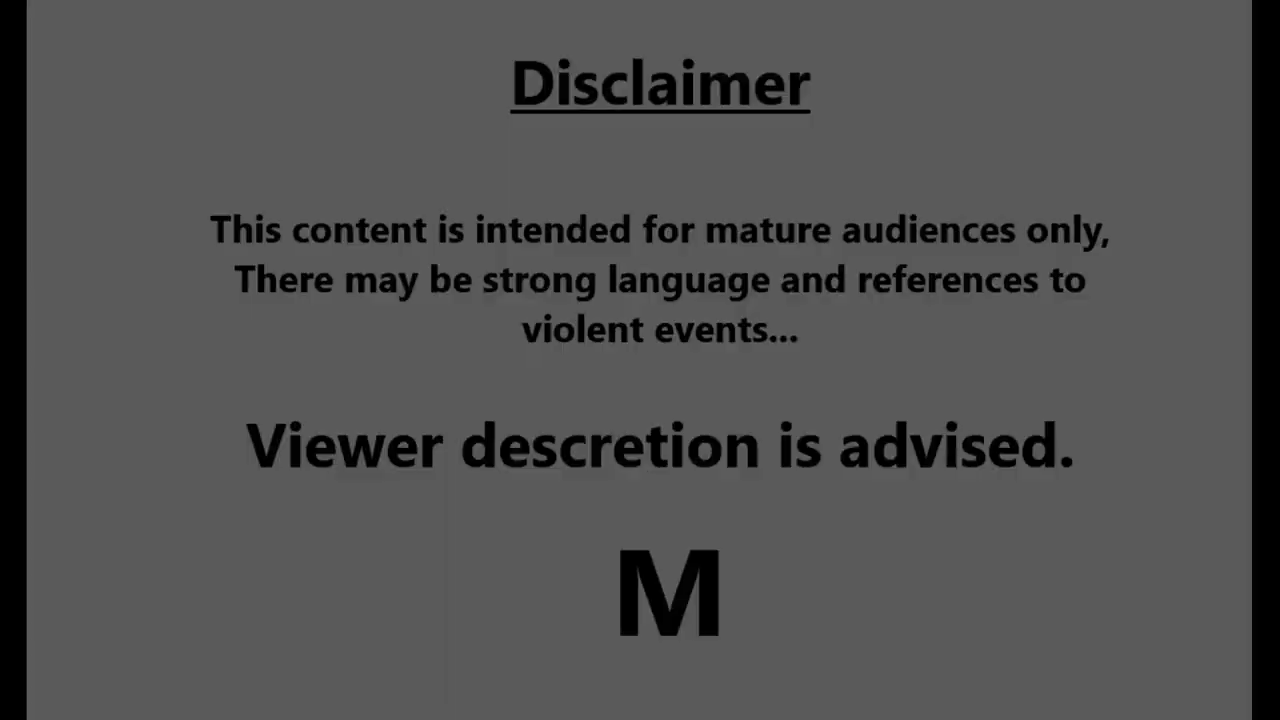 Disclaimer
This content is intended for mature audiences only,
There may be strong language and references to
violent events...
Viewer descretion is advised.
M